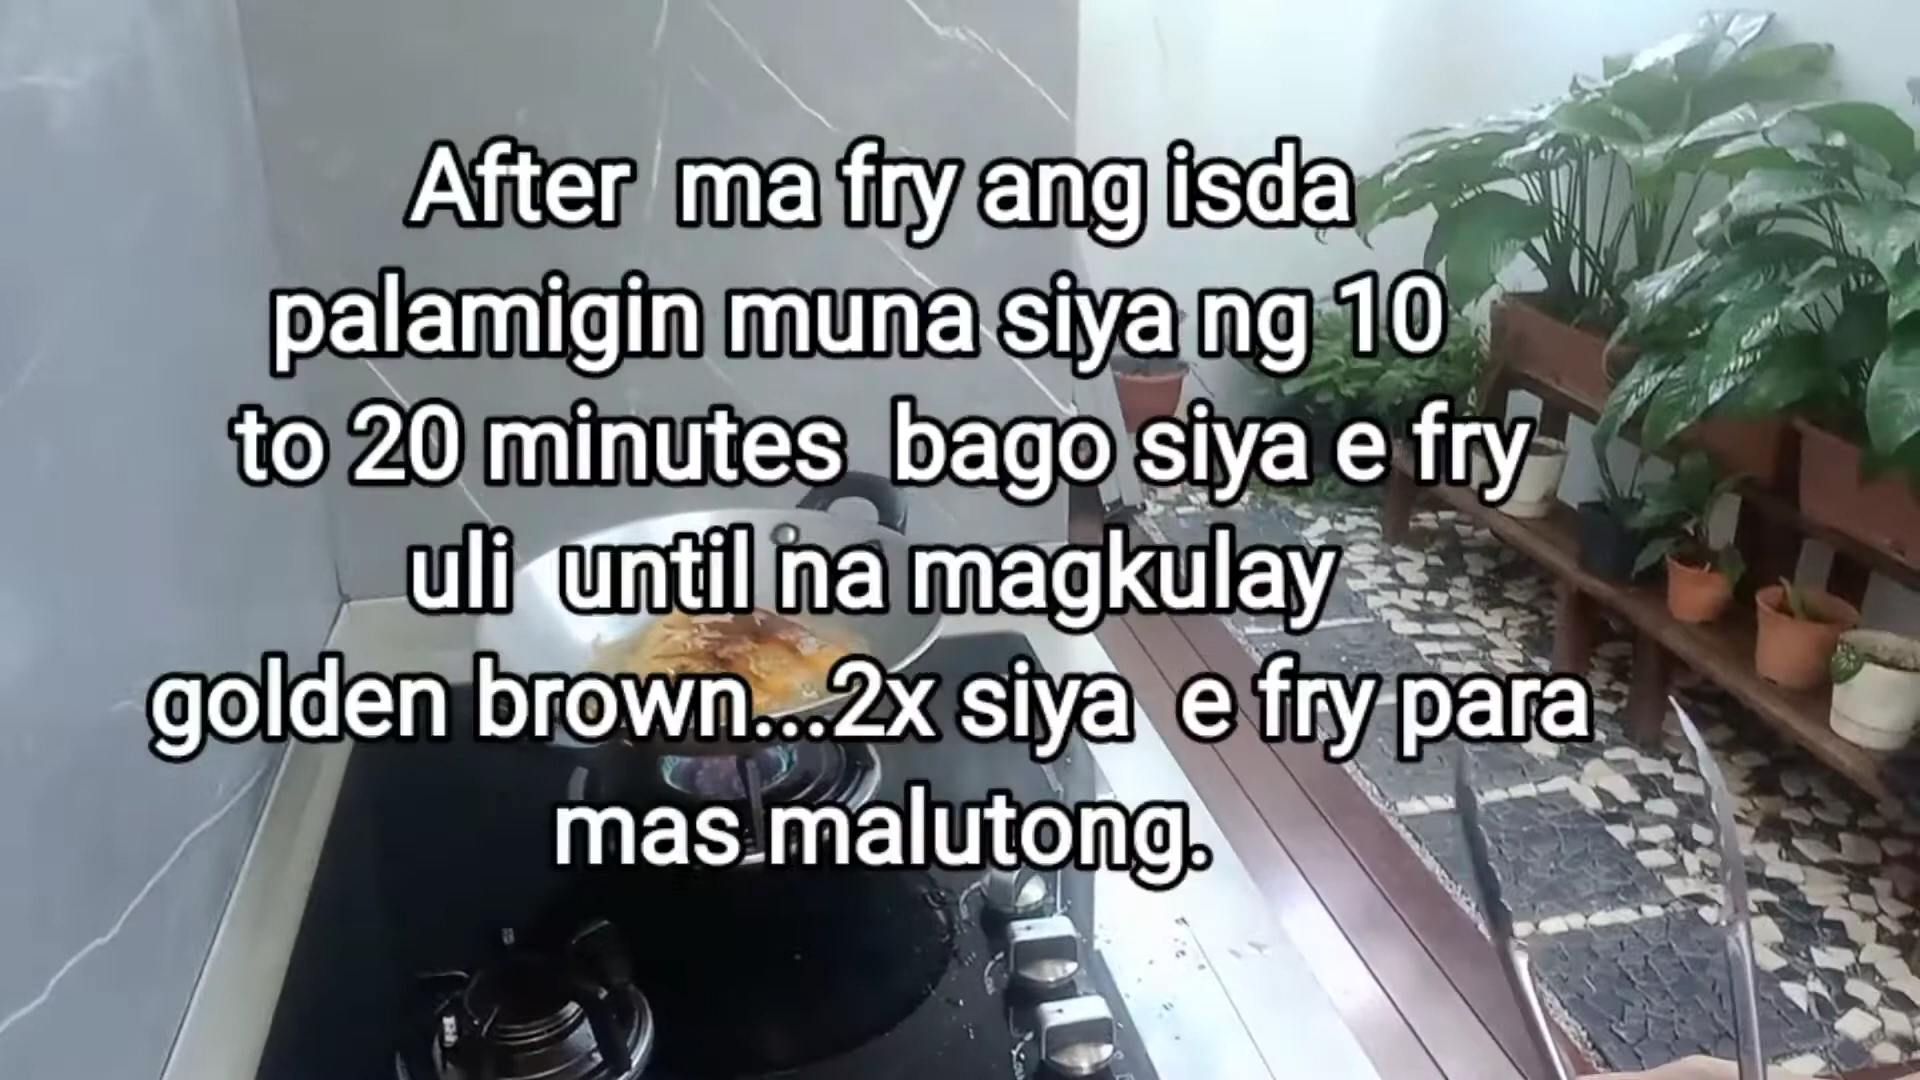 After ma fry ang isda
palamigin muna siya ng 10
to 20 minutes bago siya e fry
uli until na magkulay
golden brown...2x siya e fry para
mas malutong.